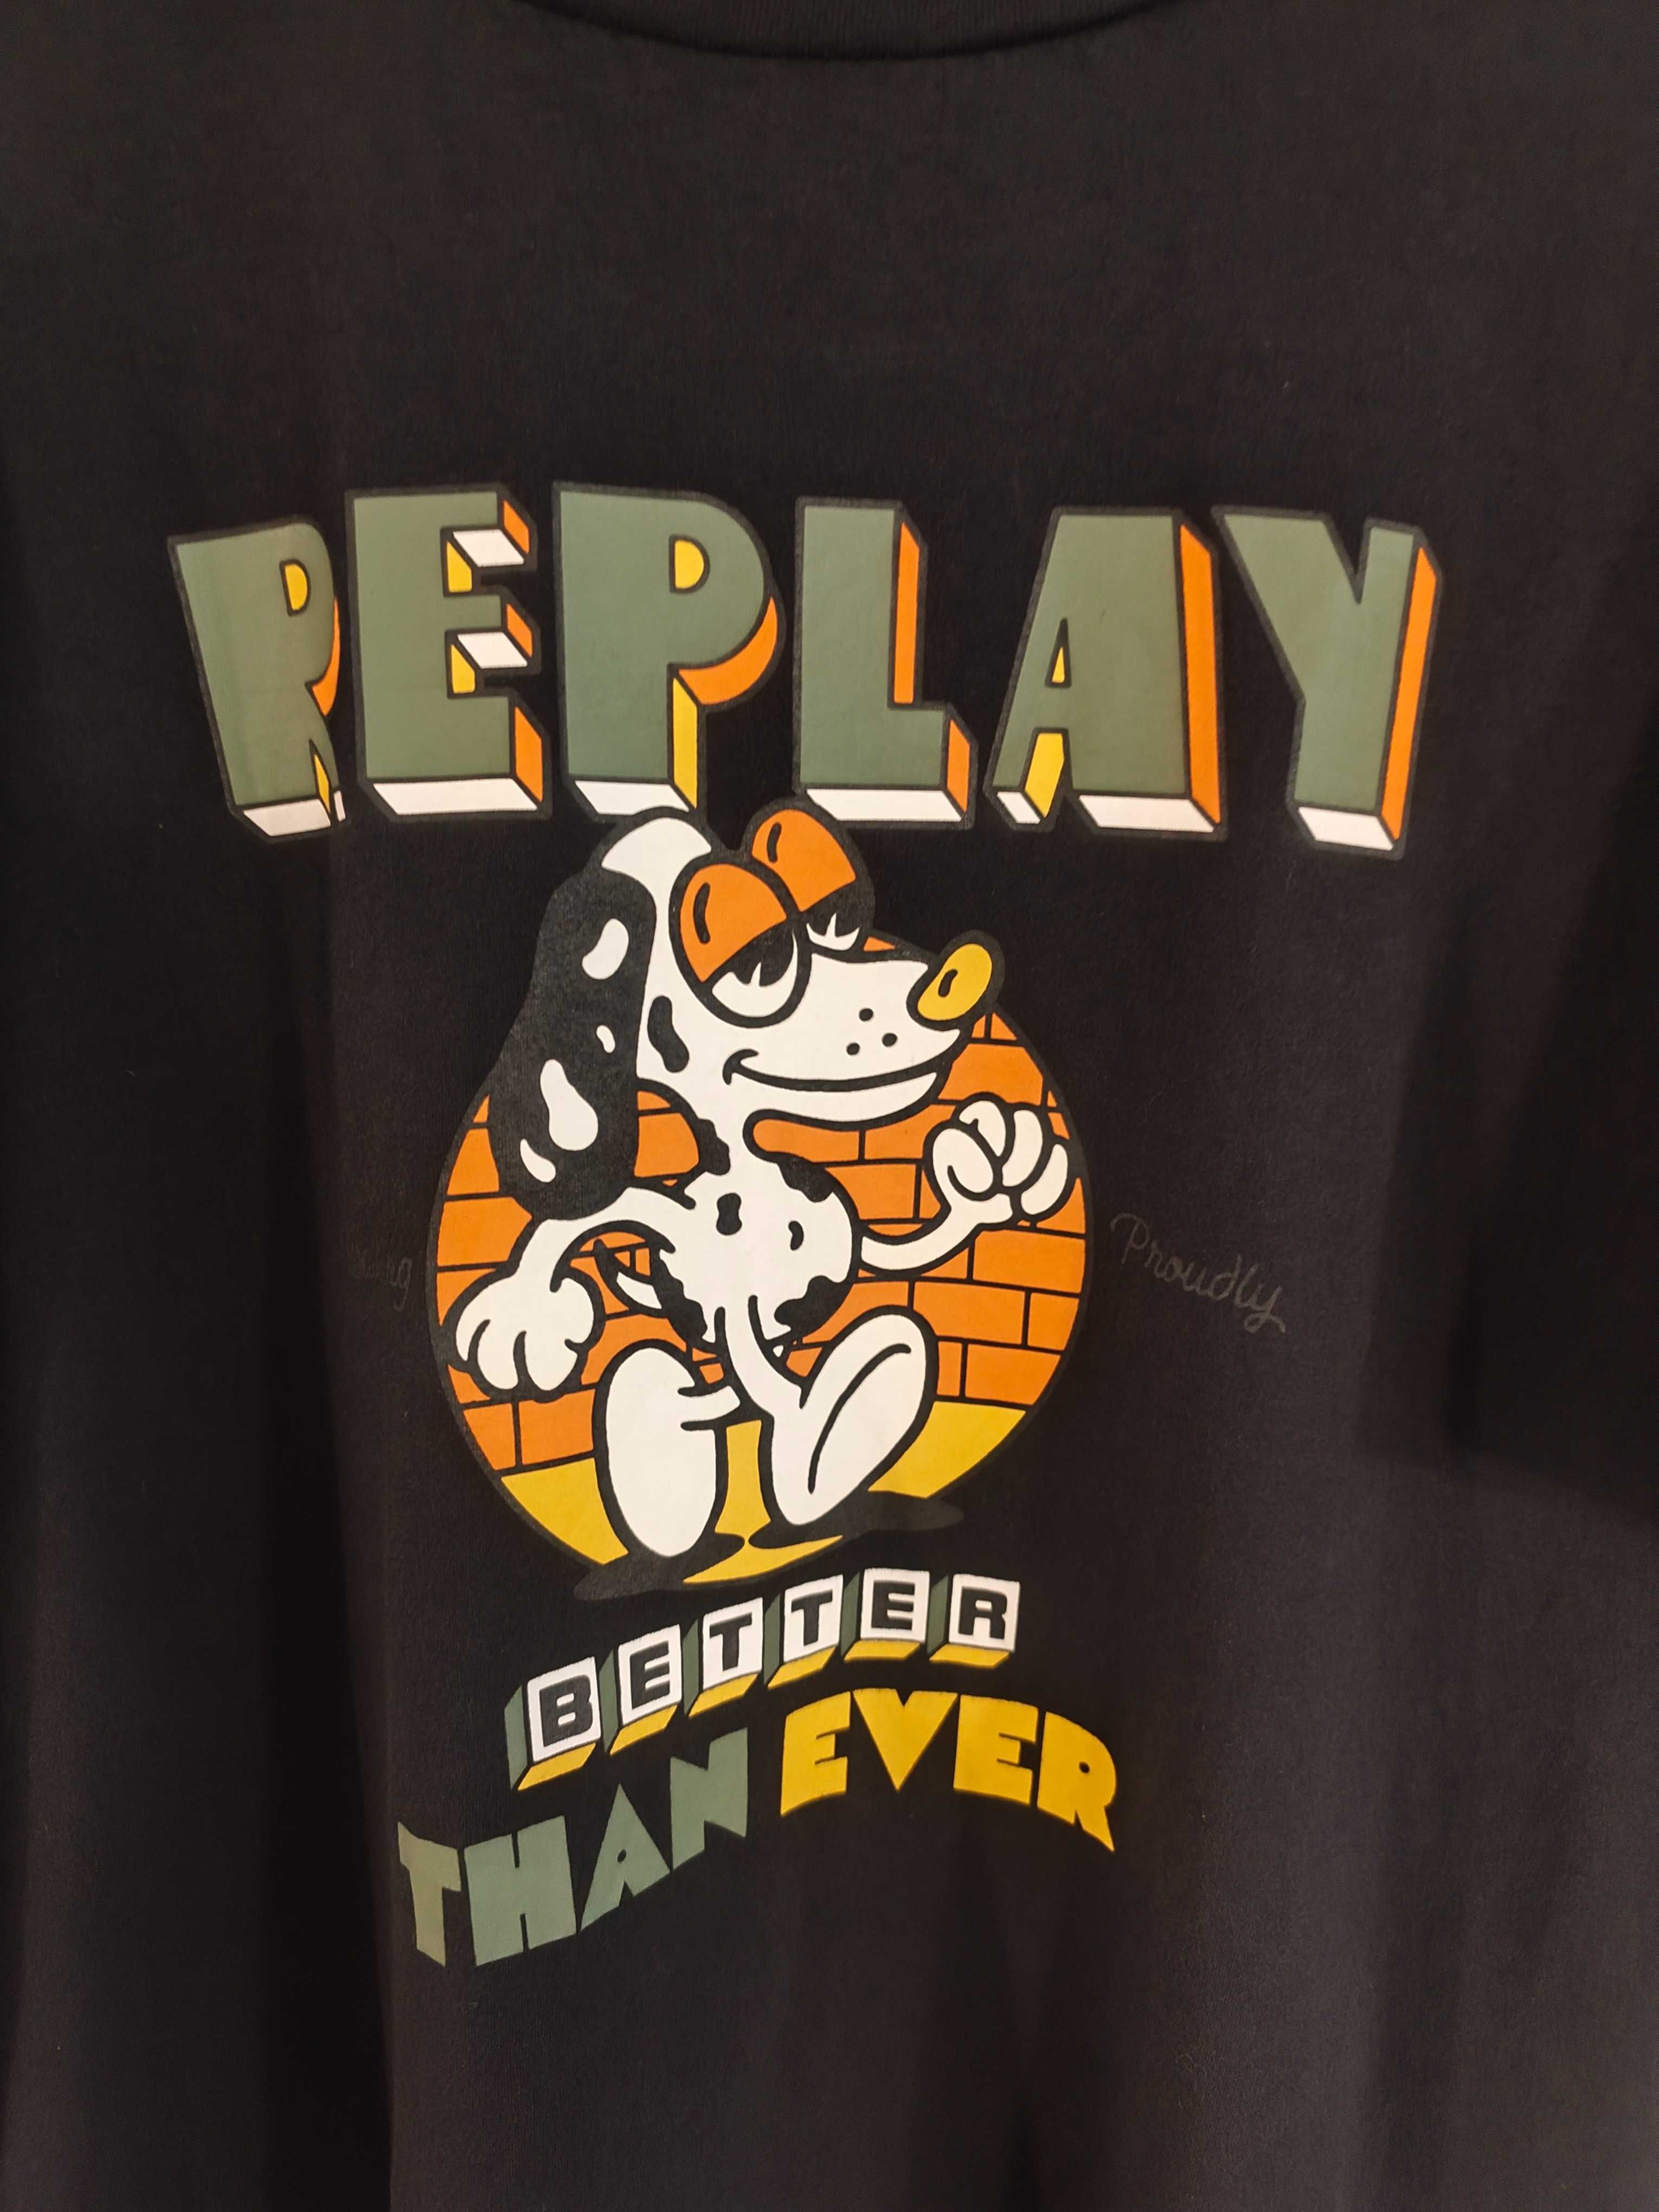 REPLAY
Proudly
BETTER
THAN EVER